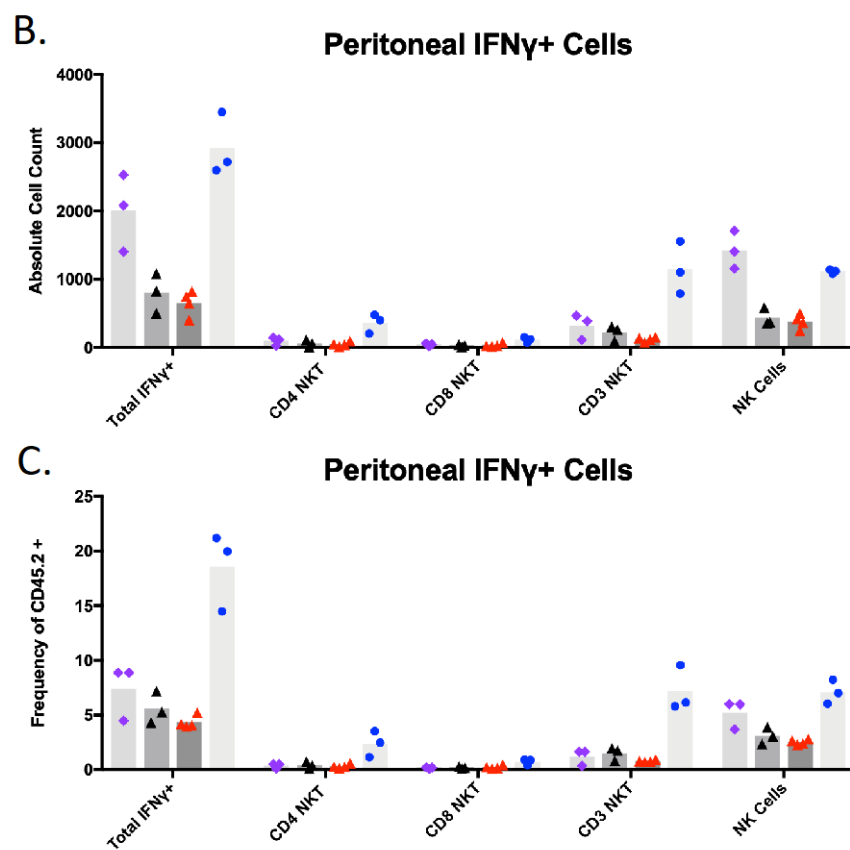 B.
Peritoneal IFNγ+ Cells
Absolute Cell Count
4000
3000
2000
1000
0
Total IFNγ+
CD4 NKT
CD8 NKT
CD3 NKT
NK Cells
C.
Peritoneal IFNγ+ Cells
Frequency of CD45.2 +
25
20
15
10
5
0
Total IFNγ+
CD4 NKT
CD8 NKT
CD3 NKT
NK Cells